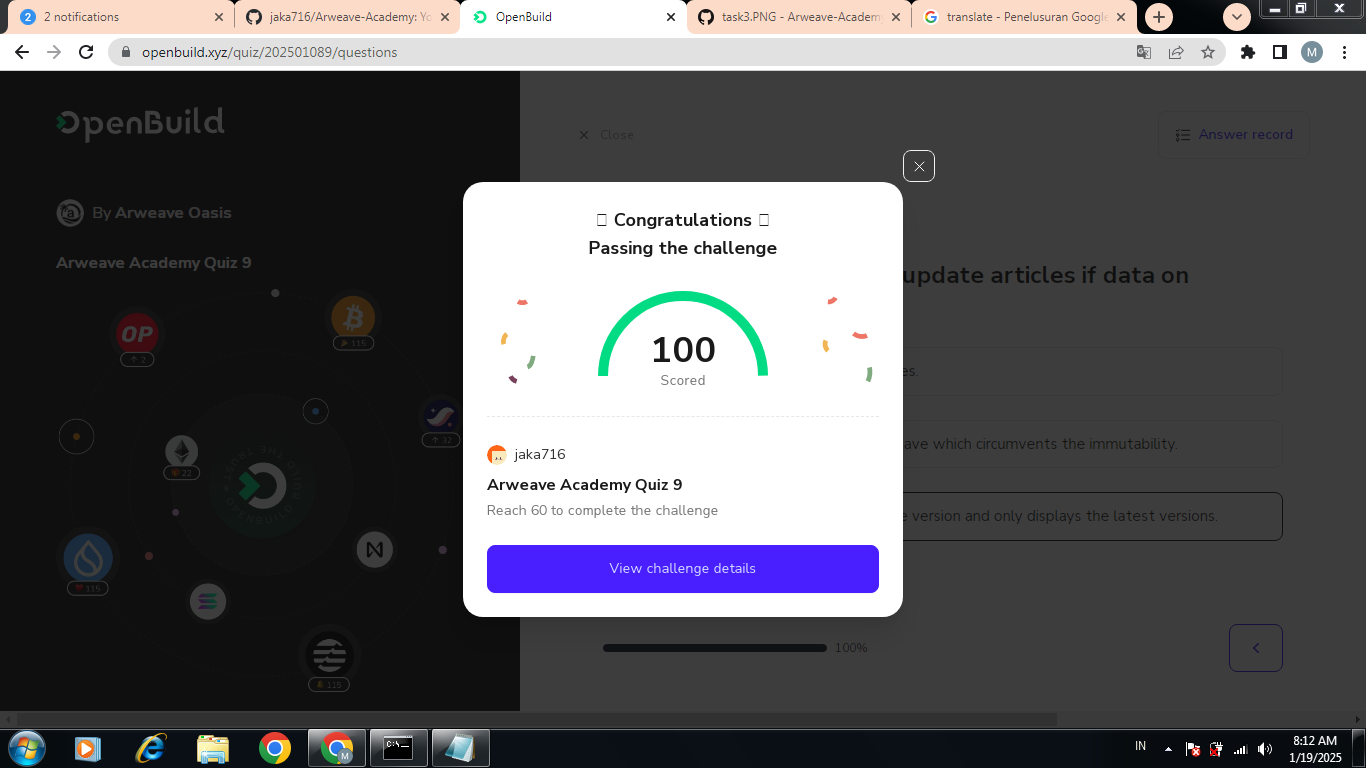 2 notifications
jaka716/Arweave-Academy: Yo
OpenBuild
task3.PNG - Arweave-Academy
translate - Penelusuran Google
openbuild.xyz/quiz/202501089/questions
M
OpenBuild
Close
Answer record
By Arweave Oasis
Arweave Academy Quiz 9
Congratulations
Passing the challenge
update articles if data on
OP
2
115
100
Scored
es.
32
22
ave which circumvents the immutability.
jaka716
Arweave Academy Quiz 9
Reach 60 to complete the challenge
e version and only displays the latest versions.
115
View challenge details
100%
115
IN
8:12 AM
1/19/2025
M
C:\